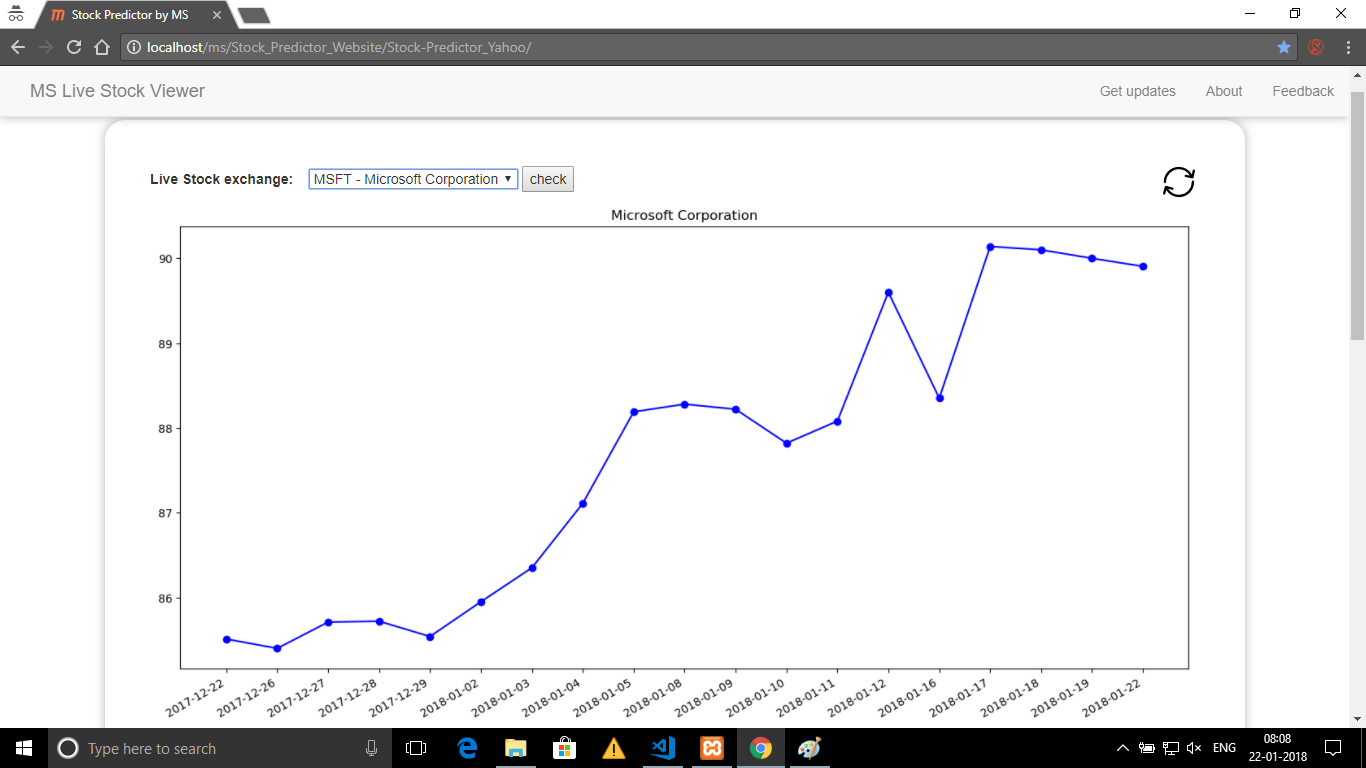 Stock Predictor by MS
localhost/ms/Stock_Predictor_Website/Stock-Predictor_Yahoo/
MS Live Stock Viewer
Get updates About Feedback
Live Stock exchange: MSFT - Microsoft Corporation check
Microsoft Corporation
90
89
88
87
86
2017-12-22 2017-12-26 2017-12-27 2017-12-28 2017-12-29 2018-01-02 2018-01-03 2018-01-04 2018-01-05 2018-01-08 2018-01-09 2018-01-10 2018-01-11 2018-01-12 2018-01-16 2018-01-17 2018-01-18 2018-01-19 2018-01-22
Type here to search
ENG
08:08
22-01-2018